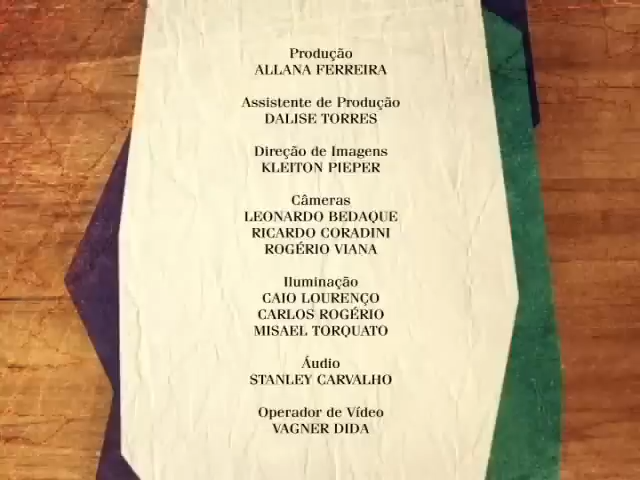 Produção
ALLANA FERREIRA
Assistente de Produção
DALISE TORRES
Direção de Imagens
KLEITON PIEPER
Câmeras
LEONARDO BEDAQUE
RICARDO CORADINI
ROGÉRIO VIANA
Iluminação
CAIO LOURENÇO
CARLOS ROGÉRIO
MISAEL TORQUATO
Áudio
STANLEY CARVALHO
Operador de Vídeo
VAGNER DIDA